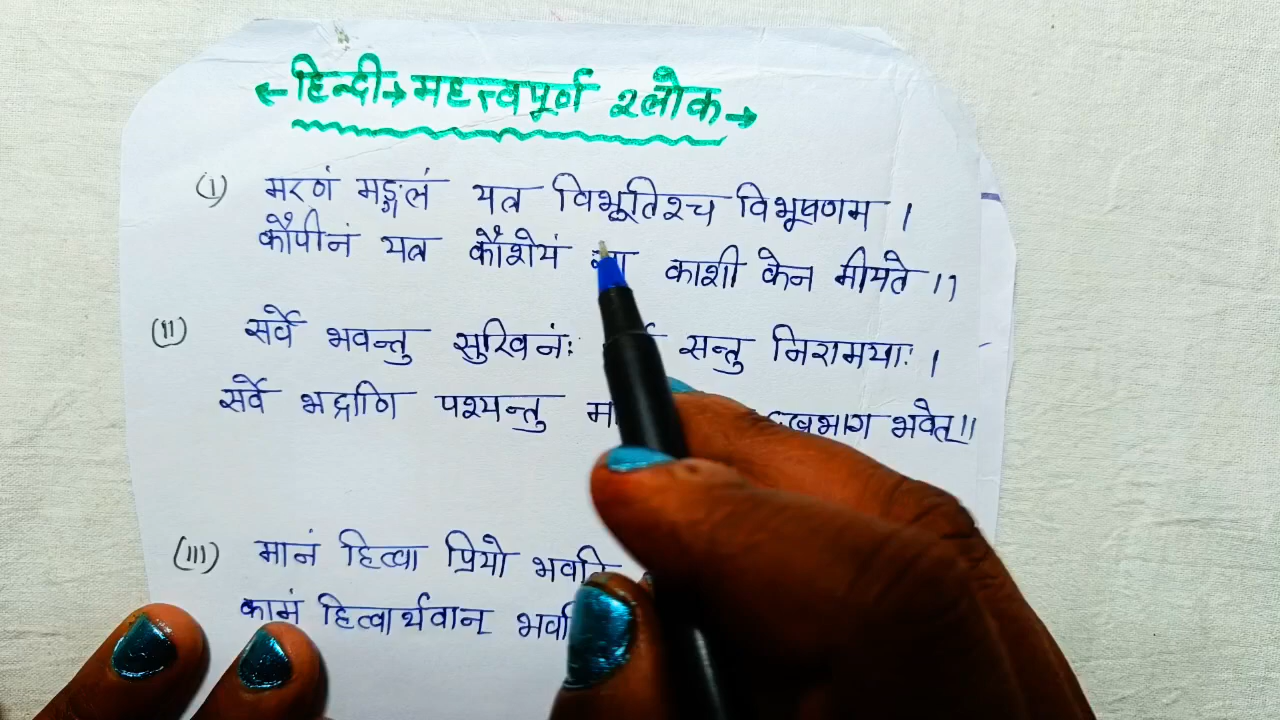 ←हिन्दी→महत्त्वपूर्ण श्लोक→
(I) मरणं मङ्गलं यत्र विभूतिश्च विभूषणम ।
कौपीनं यत्र कौशेयं काशी केन मीयते ।।
(II) सर्वे भवन्तु सुखिनंः सन्तु निरामयाः ।
सर्वे भद्राणि पश्यन्तु भवेत् ।।
(III) मानं हित्वा प्रियो
कामं हित्वार्थवान्